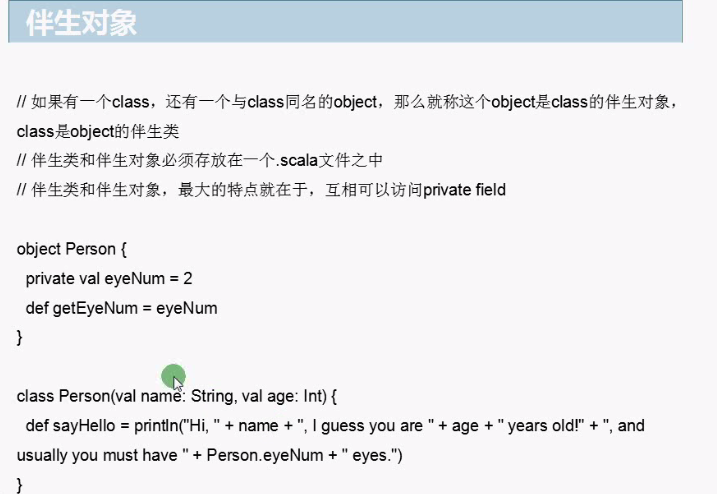 伴生对象
// 如果有一个class，还有一个与class同名的object，那么就称这个object是class的伴生对象，
class是object的伴生类
// 伴生类和伴生对象必须存放在一个.scala文件之中
// 伴生类和伴生对象，最大的特点就在于，互相可以访问private field
object Person {
  private val eyeNum = 2
  def getEyeNum = eyeNum
}
class Person(val name: String, val age: Int) {
  def sayHello = println("Hi, " + name + ", I guess you are " + age + " years old!" + ", and
usually you must have " + Person.eyeNum + " eyes.")
}